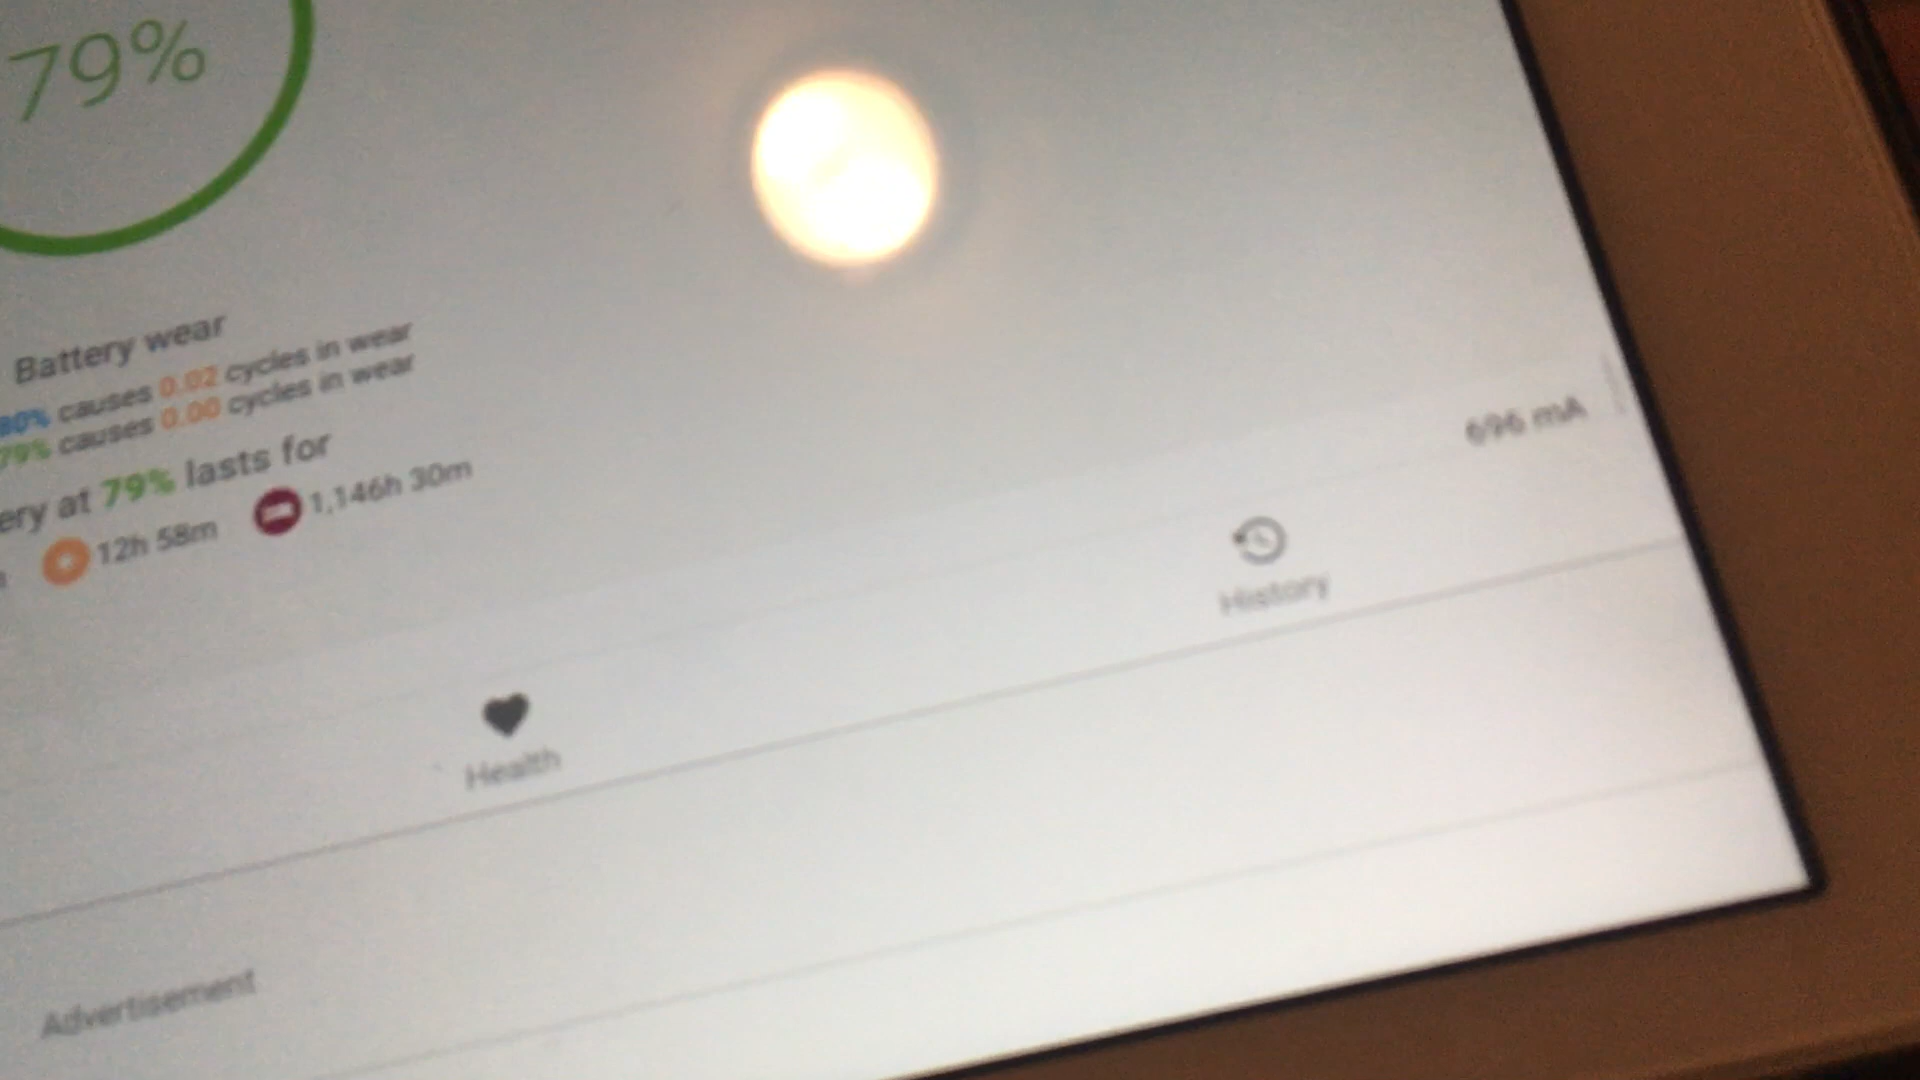 79%
Battery wear
80% causes 0.02 cycles in wear
79% causes 0.00 cycles in wear
ery at 79% lasts for
12h 58m 1,146h 30m
696 mA
History
Health
Advertisement